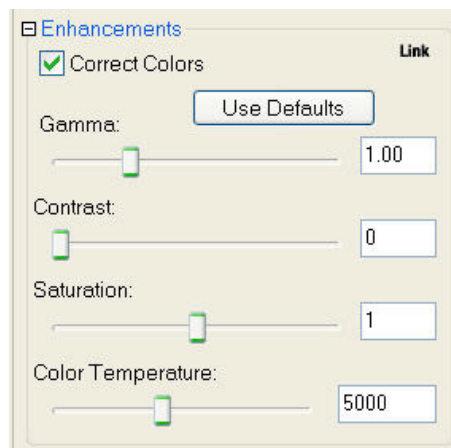 Enhancements
Correct Colors
Link
Use Defaults
Gamma:
1.00
Contrast:
0
Saturation:
1
Color Temperature:
5000